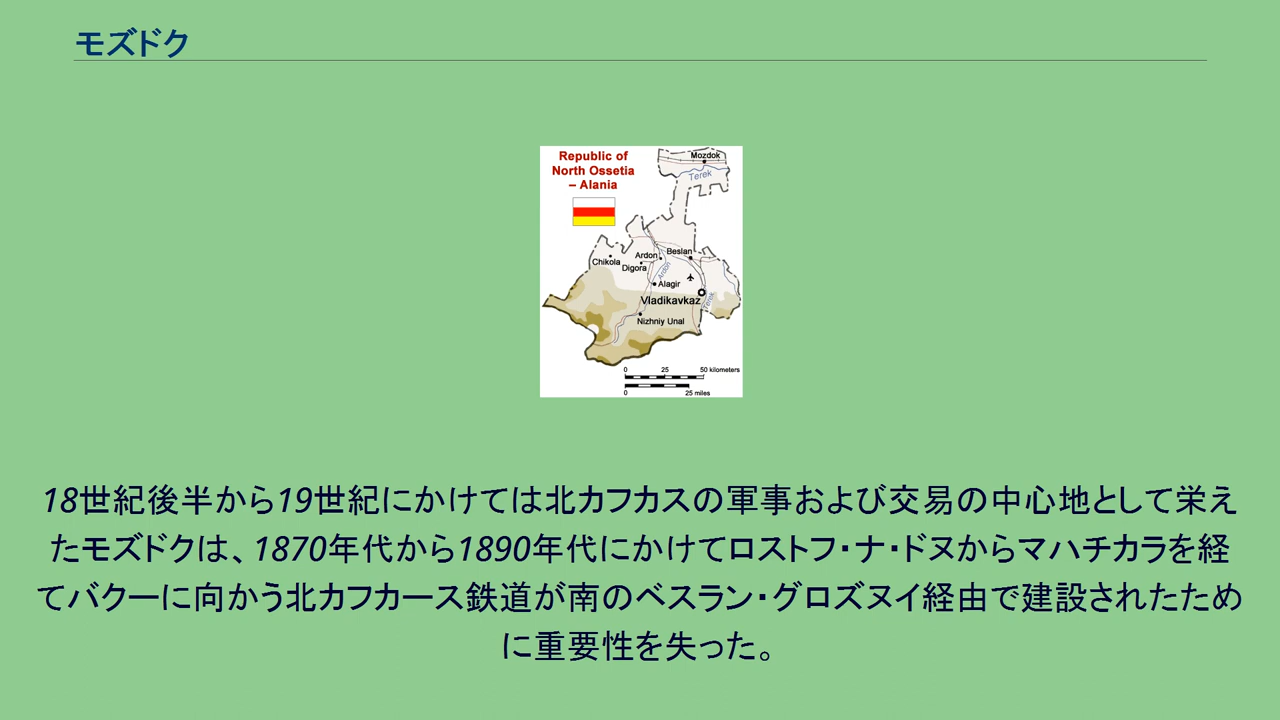 モズドク
Republic of
North Ossetia
– Alania
Mozdok
Terek
Ardon
Beslan
Chikola
Digora
Ardon
Alagir
Vladikavkaz
Terek
Nizhniy Unal
0 25 50 kilometers
0 25 miles
18世紀後半から19世紀にかけては北カフカスの軍事および交易の中心地として栄え
たモズドクは、1870年代から1890年代にかけてロストフ・ナ・ドヌからマハチカラを経
てバクーに向かう北カフカース鉄道が南のベスラン・グロズヌイ経由で建設されたため
に重要性を失った。